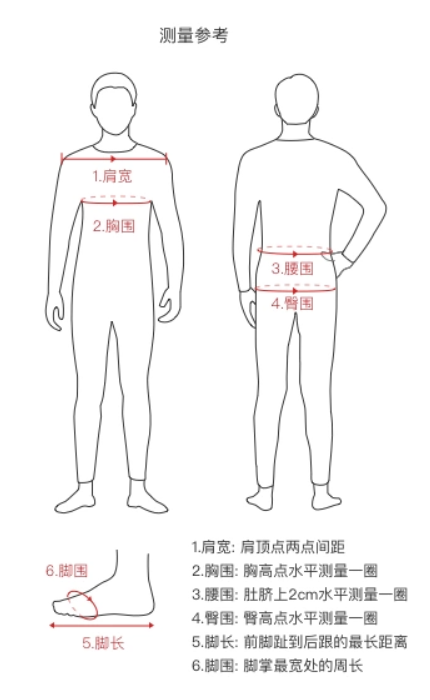 测量参考
1.肩宽
2.胸围
3.腰围
4.臀围
6.脚围
5.脚长
1.肩宽: 肩顶点两点间距
2.胸围: 胸高点水平测量一圈
3.腰围: 肚脐上2cm水平测量一圈
4.臀围: 臀高点水平测量一圈
5.脚长: 前脚趾到后跟的最长距离
6.脚围: 脚掌最宽处的周长